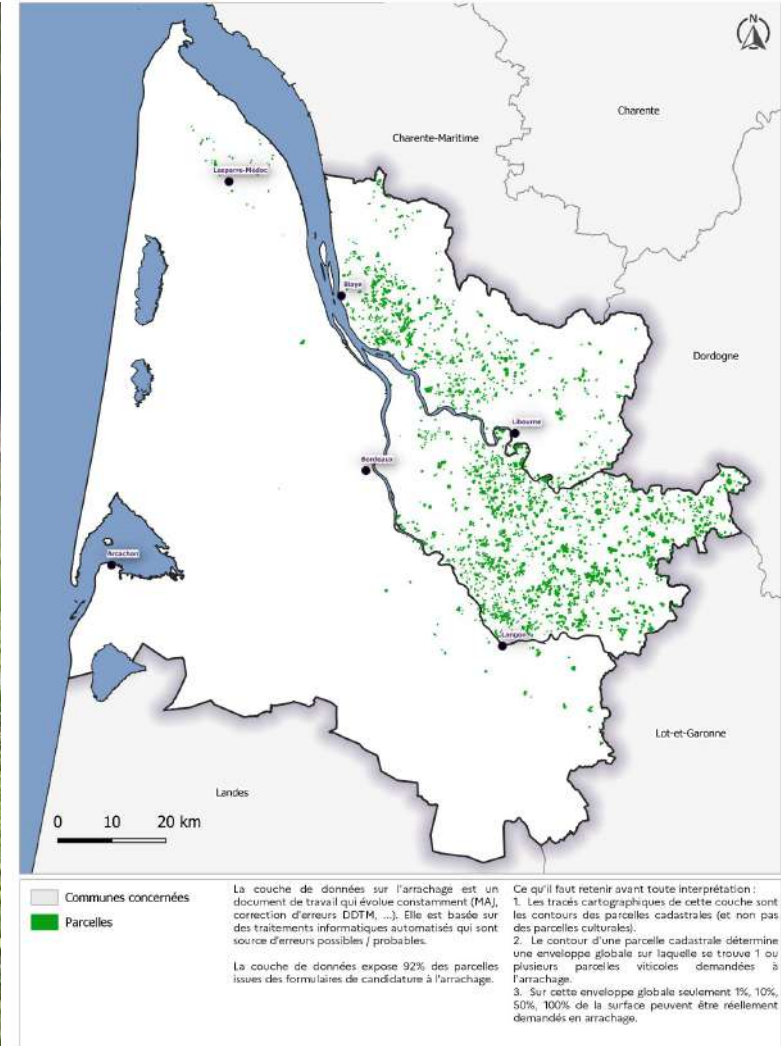 N
Charente
Charente-Maritime
Lesparre-Médoc
Blaye
Dordogne
Libourne
Bordeaux
Arcachon
Langon
Lot-et-Garonne
Landes
0 10 20 km
Communes concernées
Parcelles
La couche de données sur l'arrachage est un
document de travail qui évolue constamment (MAJ,
correction d'erreurs DDTM, ...). Elle est basée sur
des traitements informatiques automatisés qui sont
source d'erreurs possibles / probables.
La couche de données expose 92% des parcelles
issues des formulaires de candidature à l'arrachage.
Ce qu'il faut retenir avant toute interprétation :
1. Les tracés cartographiques de cette couche sont
les contours des parcelles cadastrales (et non pas
des parcelles culturales).
2. Le contour d'une parcelle cadastrale détermine
une enveloppe globale sur laquelle se trouve 1 ou
plusieurs parcelles viticoles demandées à
l'arrachage.
3. Sur cette enveloppe globale seulement 1%, 10%,
50%, 100% de la surface peuvent être réellement
demandés en arrachage.